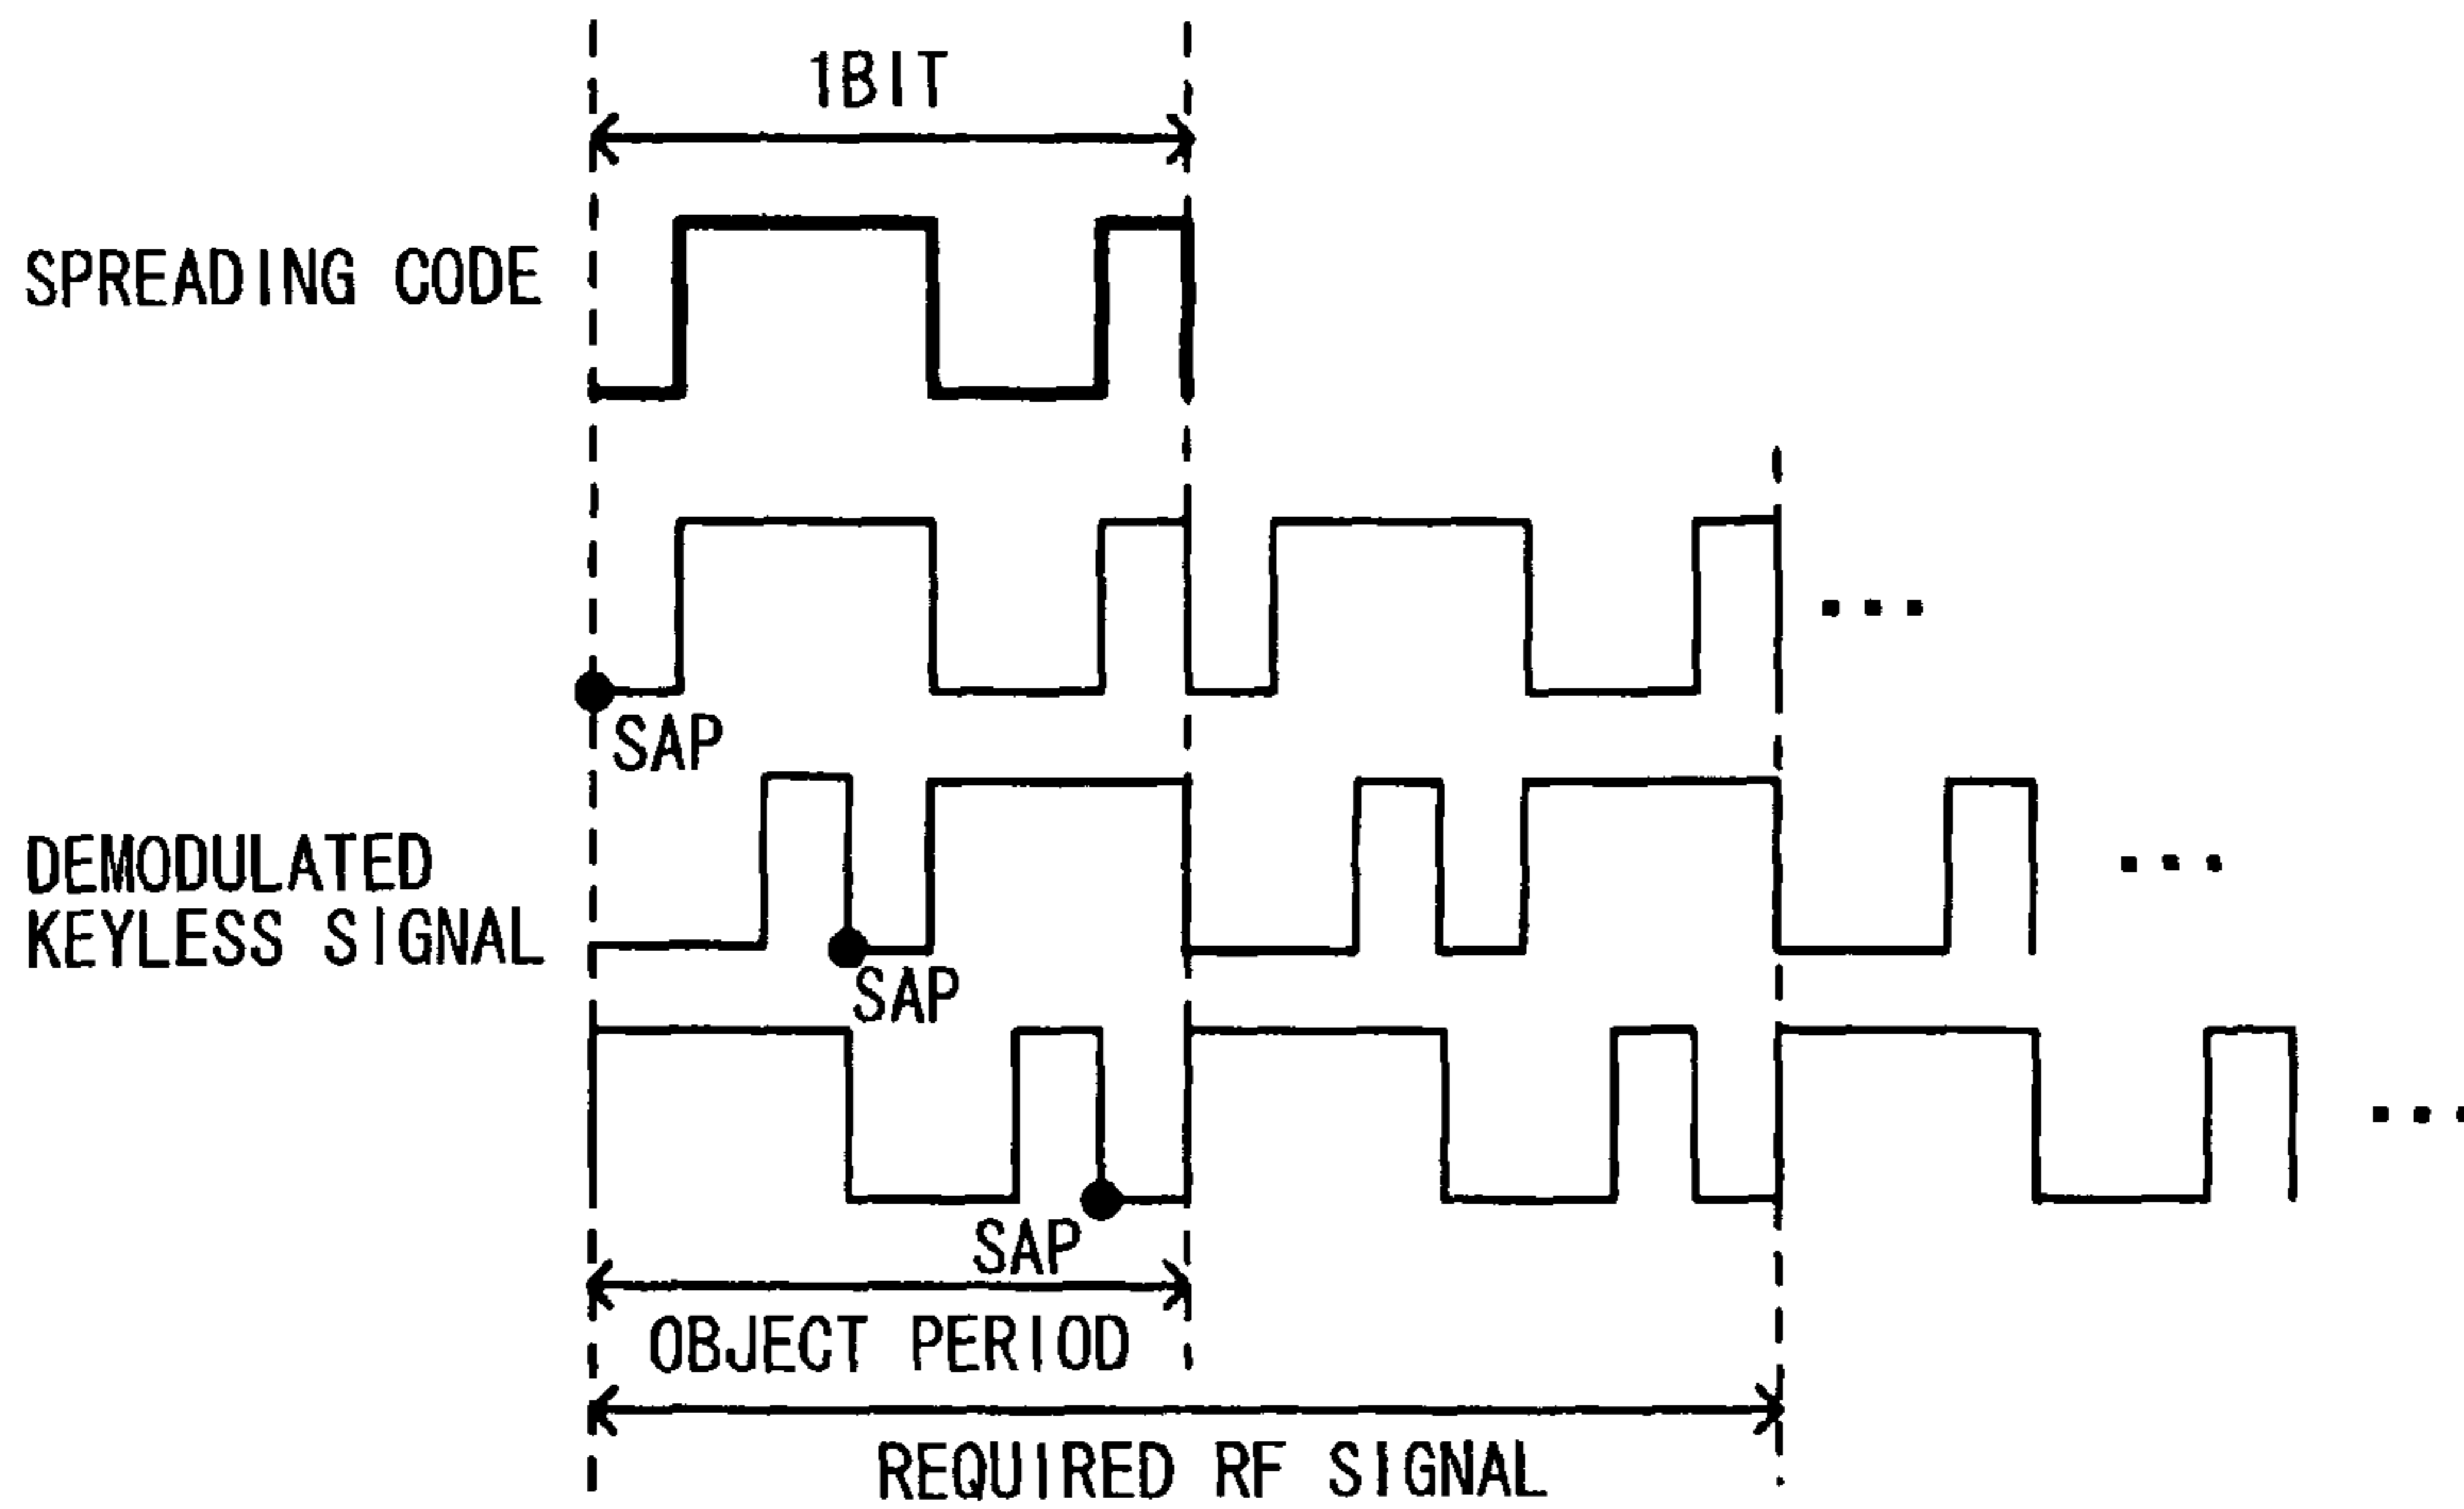 1BIT
SPREADING CODE
SAP
DEMODULATED
KEYLESS SIGNAL
SAP
SAP
OBJECT PERIOD
REQUIRED RF SIGNAL